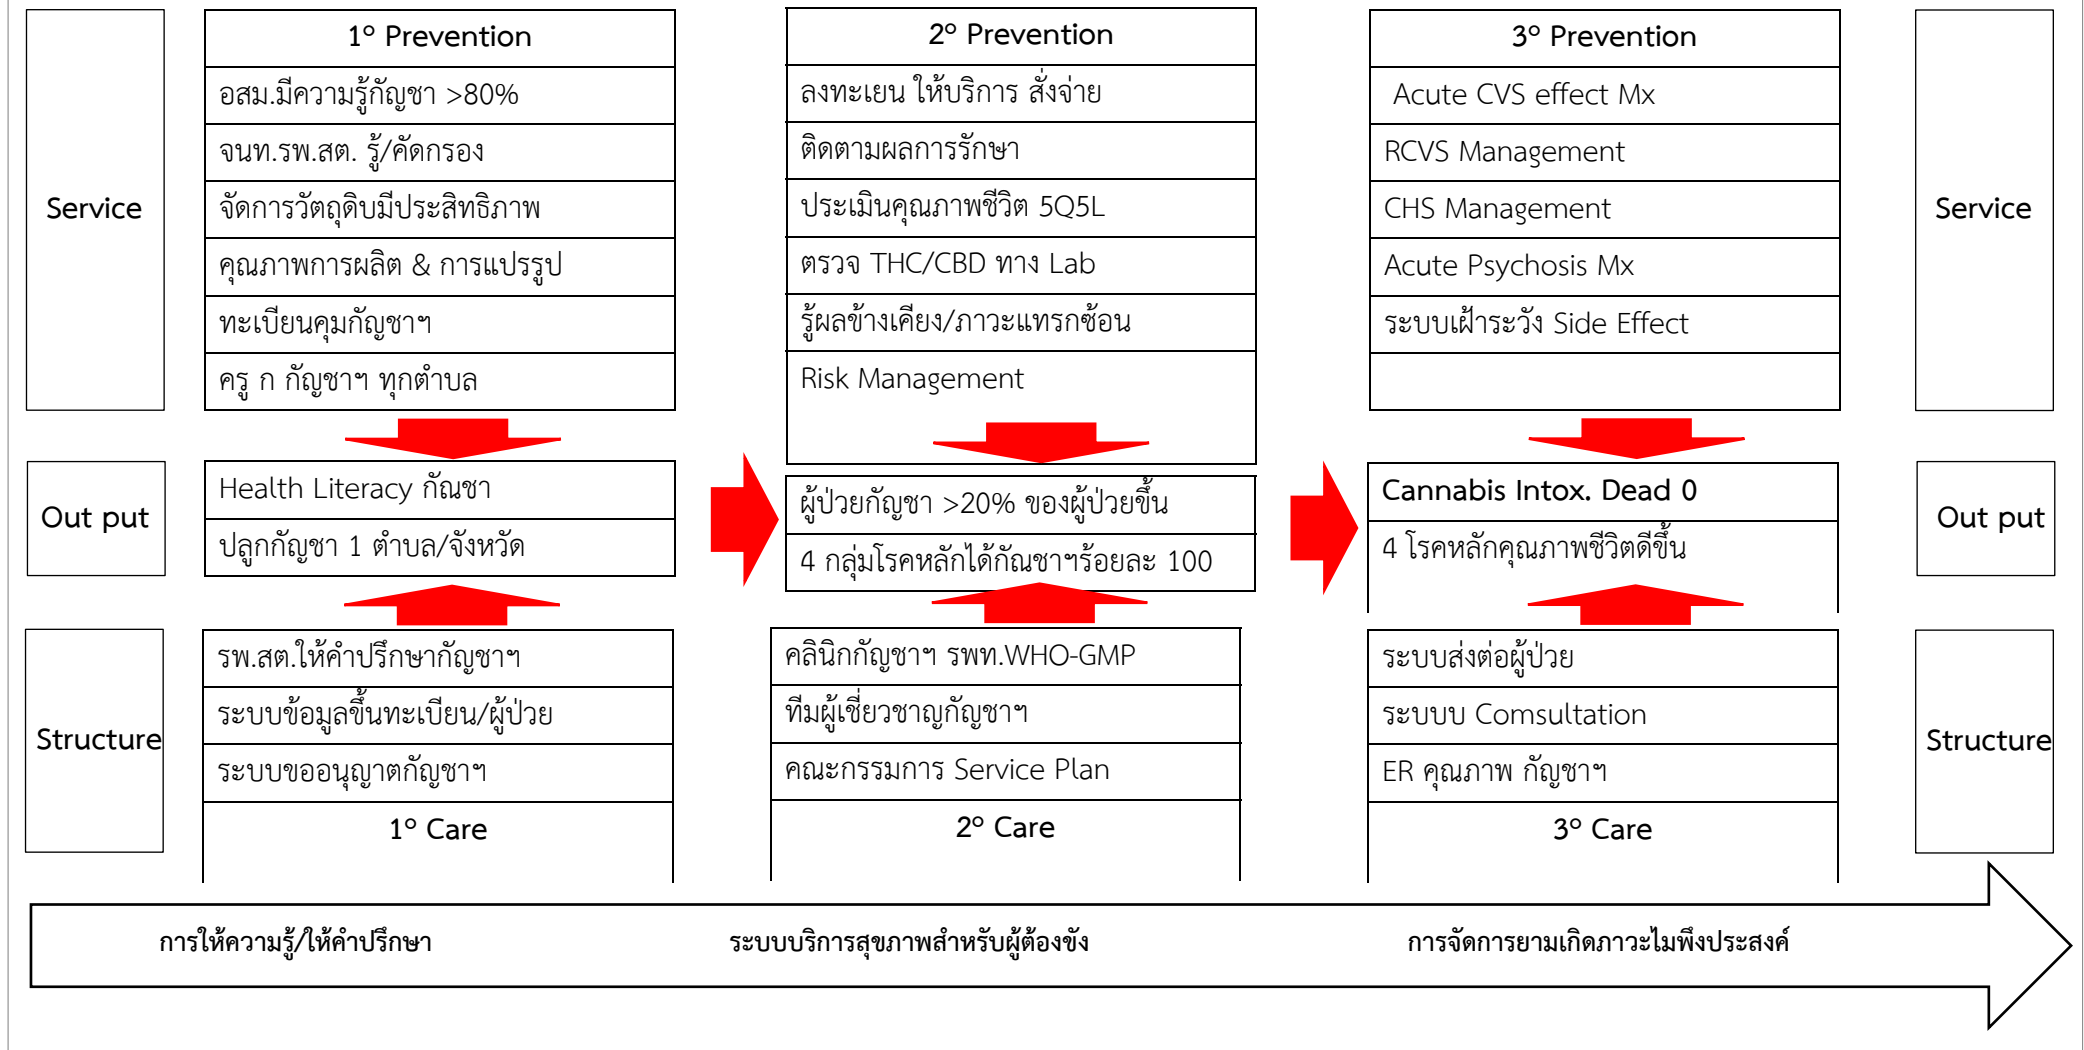 Service
1° Prevention
อสม.มีความรู้กัญชา >80%
จนท.รพ.สต. รู้/คัดกรอง
จัดการวัตถุดิบมีประสิทธิภาพ
คุณภาพการผลิต & การแปรรูป
ทะเบียนคุมกัญชาฯ
ครู ก กัญชาฯ ทุกตำบล
2° Prevention
ลงทะเยน ให้บริการ สั่งจ่าย
ติดตามผลการรักษา
ประเมินคุณภาพชีวิต 5Q5L
ตรวจ THC/CBD ทาง Lab
รู้ผลข้างเคียง/ภาวะแทรกซ้อน
Risk Management
3° Prevention
Acute CVS effect Mx
RCVS Management
CHS Management
Acute Psychosis Mx
ระบบเฝ้าระวัง Side Effect
Service
Out put
Health Literacy กัณชา
ปลูกกัญชา 1 ตำบล/จังหวัด
ผู้ป่วยกัญชา >20% ของผู้ป่วยขึ้น
4 กลุ่มโรคหลักได้กัณชาฯร้อยละ 100
Cannabis Intox. Dead 0
4 โรคหลักคุณภาพชีวิตดีขึ้น
Out put
Structure
รพ.สต.ให้คำปรึกษากัญชาฯ
ระบบข้อมูลขึ้นทะเบียน/ผู้ป่วย
ระบบขออนุญาตกัญชาฯ
1° Care
คลินิกกัญชาฯ รพท.WHO-GMP
ทีมผู้เชี่ยวชาญกัญชาฯ
คณะกรรมการ Service Plan
2° Care
ระบบส่งต่อผู้ป่วย
ระบบบ Comsultation
ER คุณภาพ กัญชาฯ
3° Care
Structure
การให้ความรู้/ให้คำปรึกษา
ระบบบริการสุขภาพสำหรับผู้ต้องขัง
การจัดการยามเกิดภาวะไมพึงประสงค์